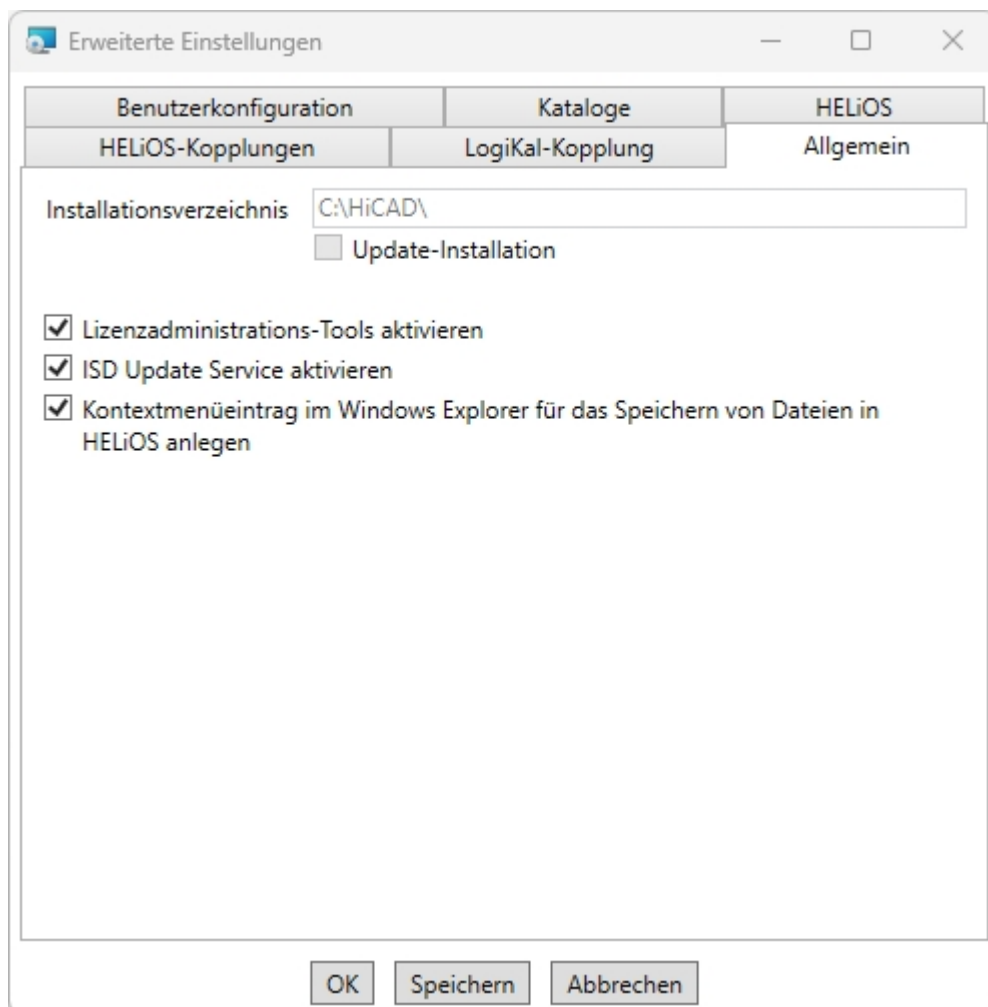 Erweiterte Einstellungen
Benutzerkonfiguration
Kataloge
HELiOS
HELiOS-Kopplungen
LogiKal-Kopplung
Allgemein
Installationsverzeichnis
C:\HiCAD\
Update-Installation
Lizenzadministrations-Tools aktivieren
ISD Update Service aktivieren
Kontextmenüeintrag im Windows Explorer für das Speichern von Dateien in
HELiOS anlegen
OK
Speichern
Abbrechen